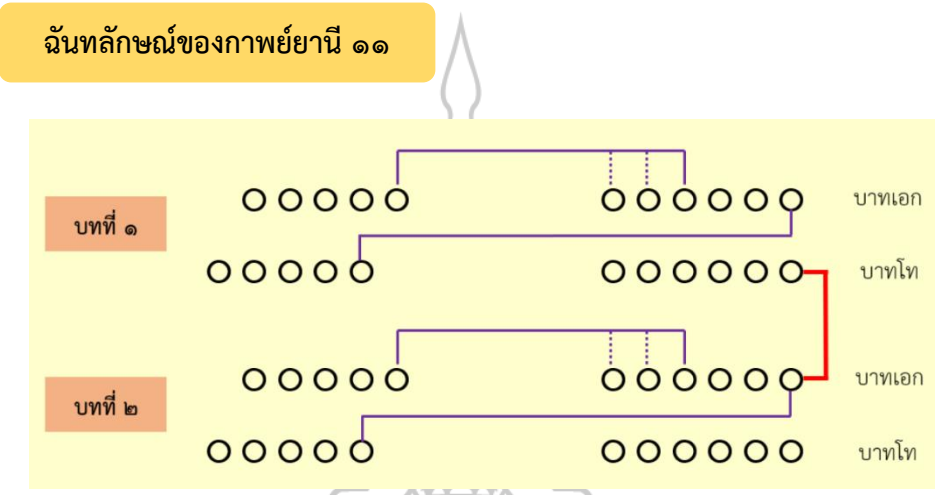 ฉันทลักษณ์ของกาพย์ยานี ๑๑
บทที่ ๑
บาทเอก
บาทโท
บทที่ ๒
บาทเอก
บาทโท